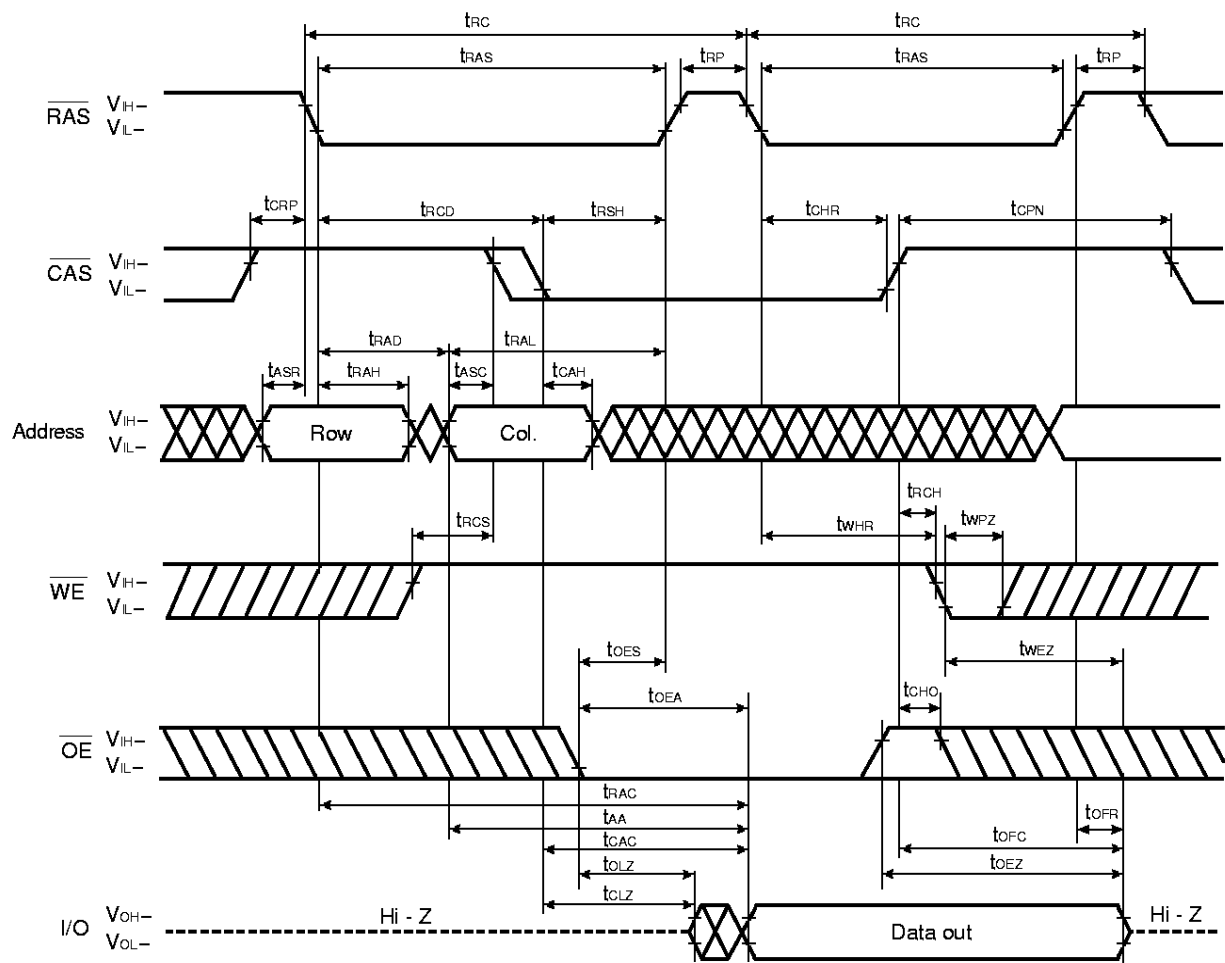 tRC tRC
tRAS tRP tRAS tRP
RAS VIH–
VIL–
tCRP tRCD tRSH tCHR tCPN
CAS VIH–
VIL–
tRAD tRAL
tASR tRAH tASC tCAH
Address VIH–
VIL–
Row Col.
tRCH
tRCS tWHR tWPZ
WE VIH–
VIL–
tOES tWEZ
tOEA tCHO
OE VIH–
VIL–
tRAC
tAA tOFR
tCAC tOFC
tOLZ tOEZ
tCLZ
I/O VOH–
VOL–
Hi - Z Data out Hi - Z